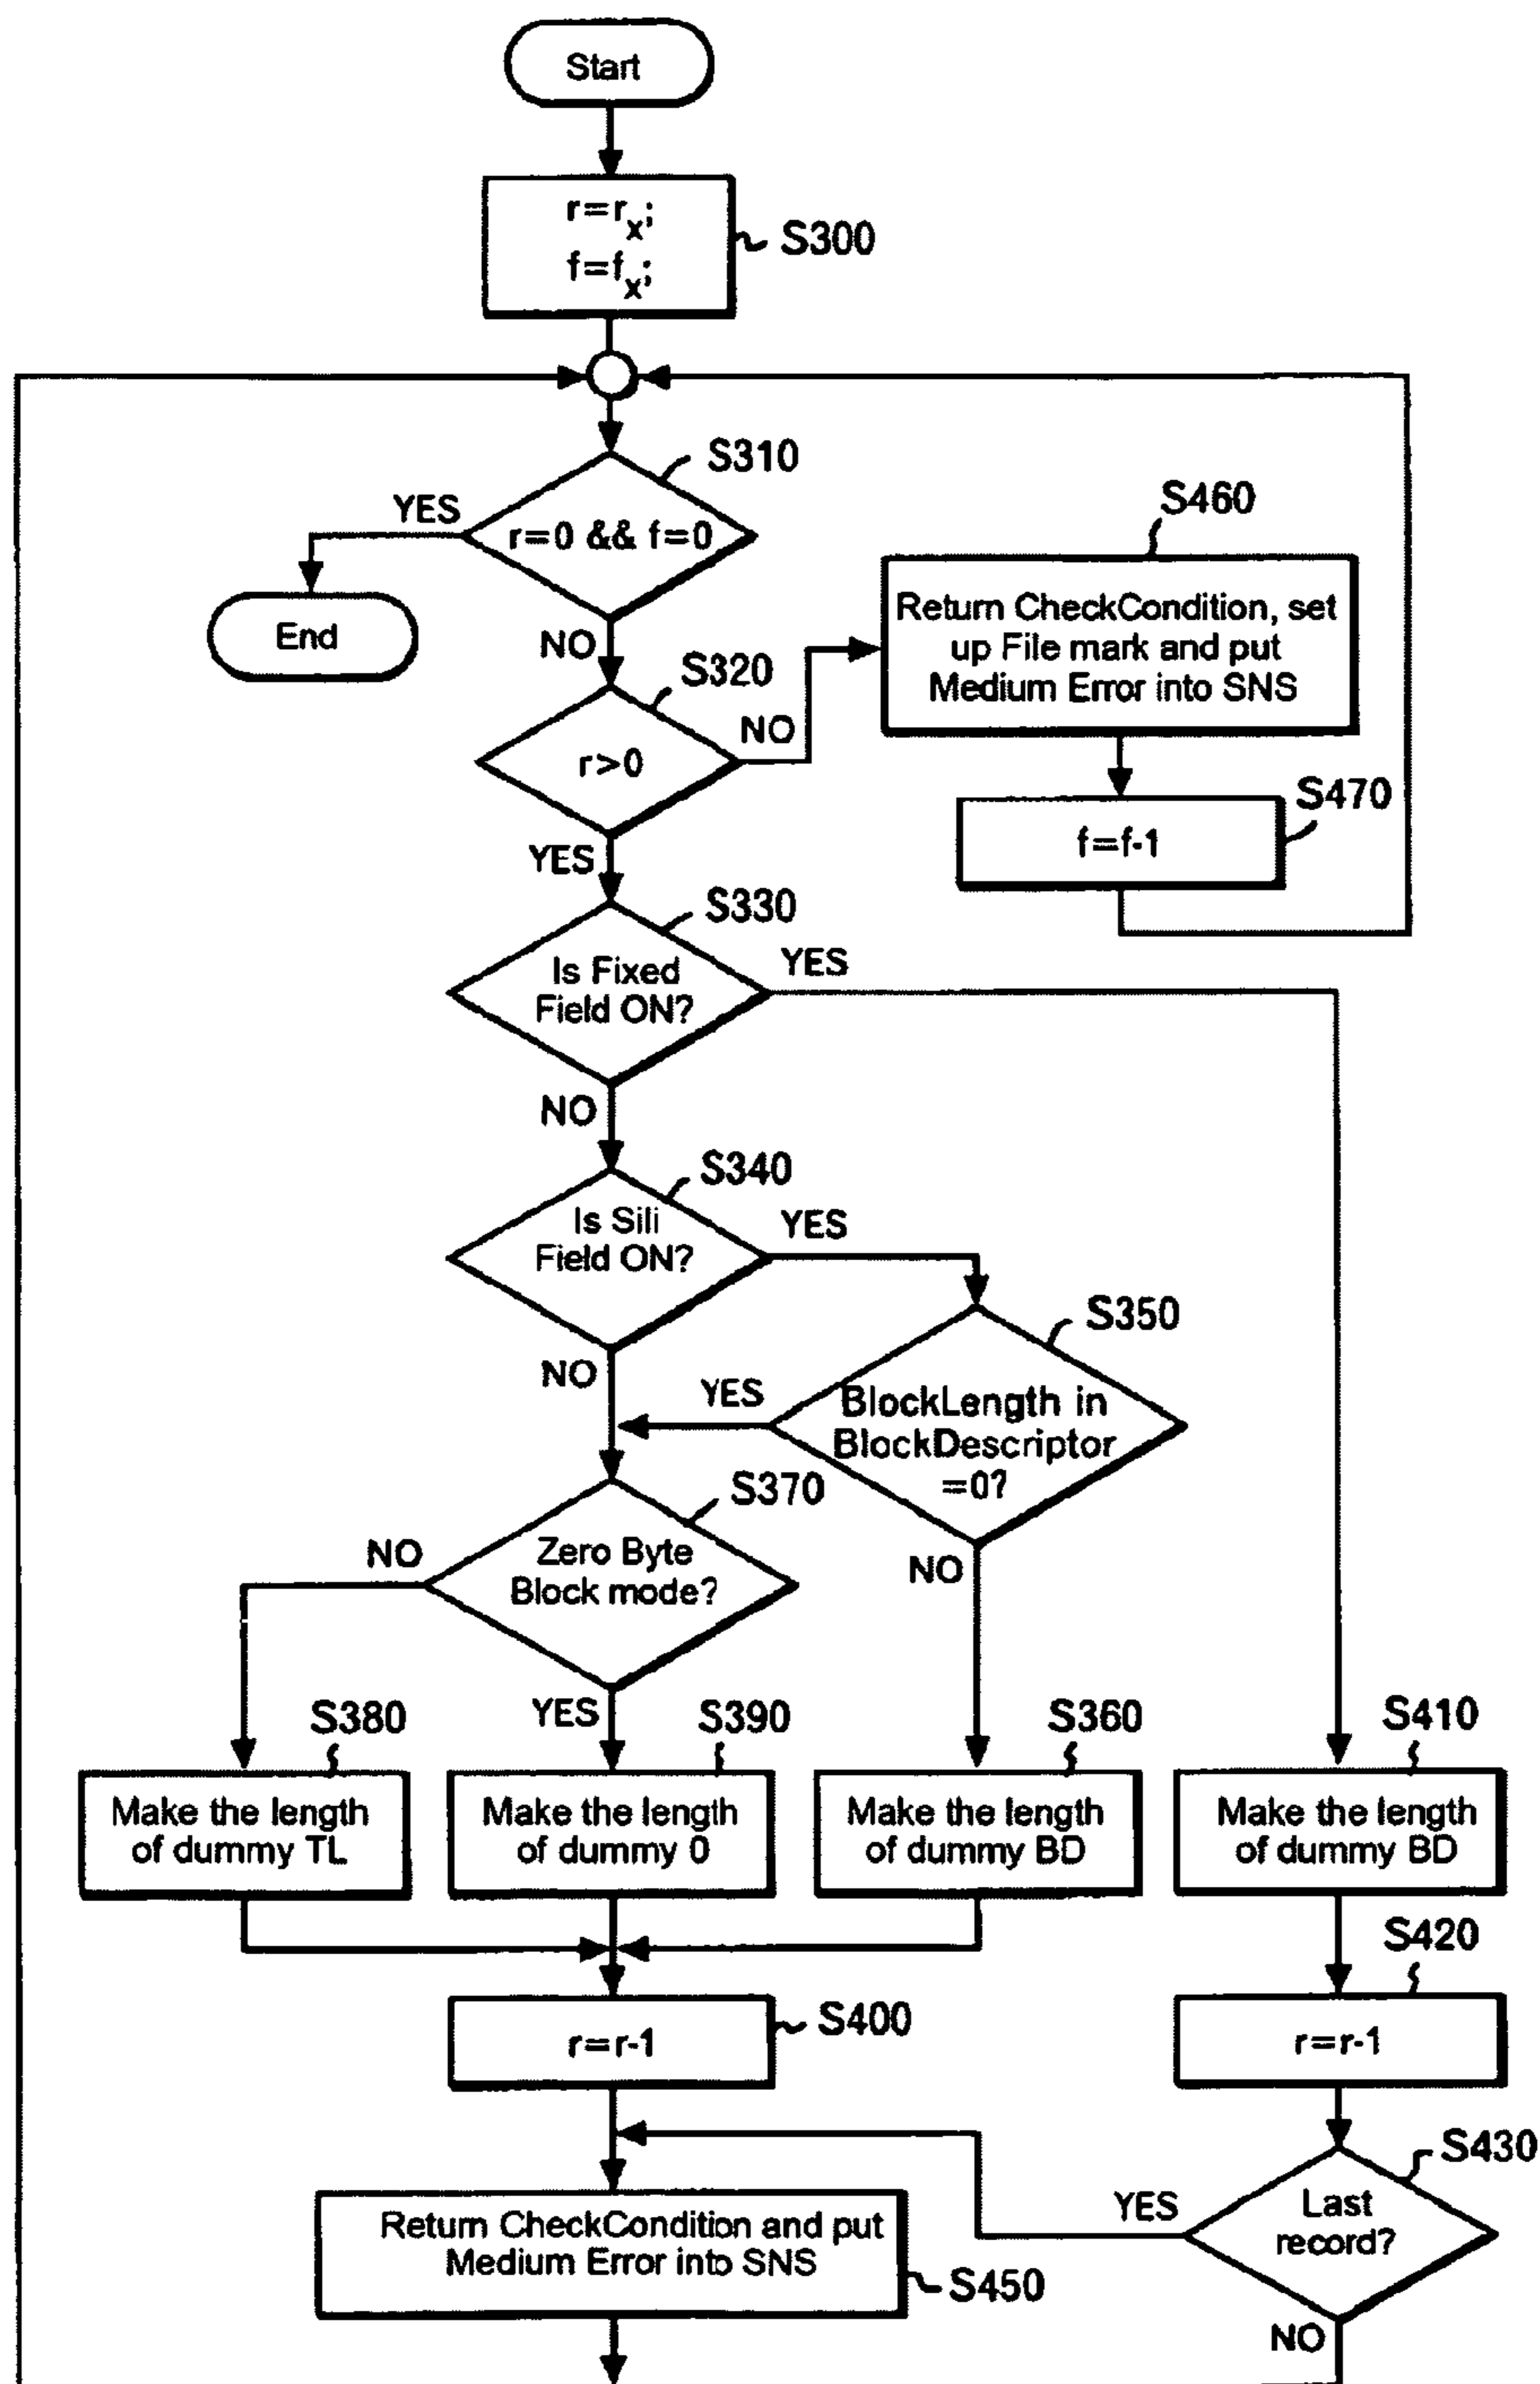 Start
r=rx;
f=fx;
S300
S310
YES
r=0 && f=0
End
NO
S460
Return CheckCondition, set
up File mark and put
Medium Error into SNS
S320
NO
r>0
S470
f=f-1
YES
S330
Is Fixed
Field ON?
YES
NO
S340
Is Sili
Field ON?
YES
NO
S350
YES
BlockLength in
BlockDescriptor
=0?
S370
NO
Zero Byte
Block mode?
NO
YES
S380
S390
S360
S410
Make the length
of dummy TL
Make the length
of dummy 0
Make the length
of dummy BD
Make the length
of dummy BD
S420
S400
r=r-1
r=r-1
S430
YES
Last
record?
Return CheckCondition and put
Medium Error into SNS
S450
NO